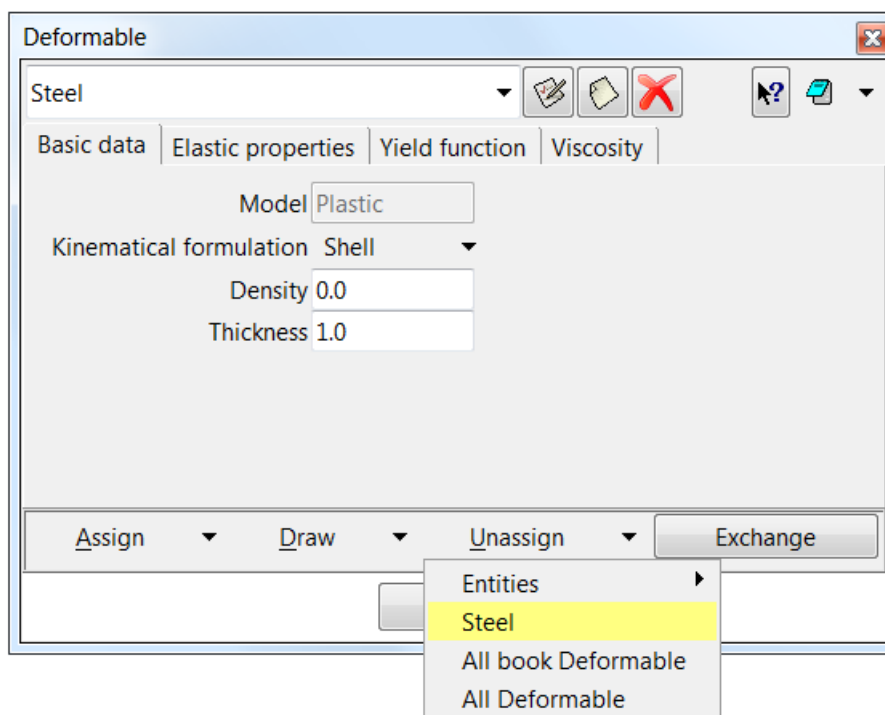 Deformable
Steel
Basic data Elastic properties Yield function Viscosity
Model Plastic
Kinematical formulation Shell
Density 0.0
Thickness 1.0
Assign Draw Unassign Exchange
Entities
Steel
All book Deformable
All Deformable